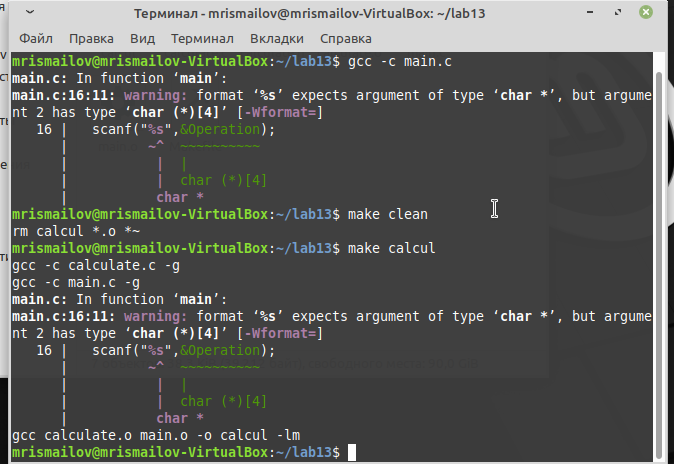 Терминал - mrismailov@mrismailov-VirtualBox: ~/lab13
Файл Правка Вид Терминал Вкладки Справка
mrismailov@mrismailov-VirtualBox:~/lab13$ gcc -c main.c
main.c: In function ‘main’:
main.c:16:11: warning: format ‘%s’ expects argument of type ‘char *’, but argume
nt 2 has type ‘char (*)[4]’ [-Wformat=]
   16 |   scanf("%s",&Operation);
      |          ~^  ~~~~~~~~~~
      |           |  |
      |           |  char (*)[4]
      |           char *
mrismailov@mrismailov-VirtualBox:~/lab13$ make clean
rm calcul *.o *~
mrismailov@mrismailov-VirtualBox:~/lab13$ make calcul
gcc -c calculate.c -g
gcc -c main.c -g
main.c: In function ‘main’:
main.c:16:11: warning: format ‘%s’ expects argument of type ‘char *’, but argume
nt 2 has type ‘char (*)[4]’ [-Wformat=]
   16 |   scanf("%s",&Operation);
      |          ~^  ~~~~~~~~~~
      |           |  |
      |           |  char (*)[4]
      |           char *
gcc calculate.o main.o -o calcul -lm
mrismailov@mrismailov-VirtualBox:~/lab13$